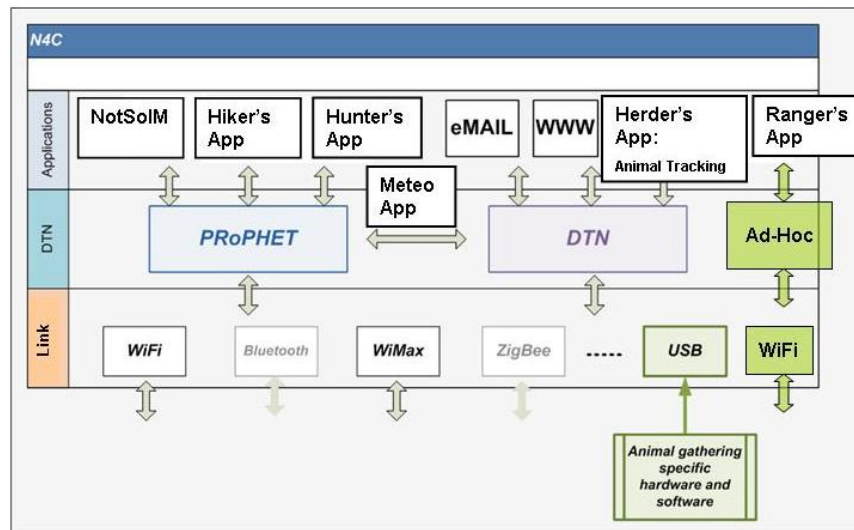 N4C
Applications
NotSoIM
Hiker's
App
Hunter's
App
eMAIL
WWW
Herder's
App:
Animal Tracking
Ranger's
App
Meteo
App
DTN
PRoPHET
DTN
Ad-Hoc
Link
WiFi
Bluetooth
WiMax
ZigBee
.....
USB
WiFi
Animal gathering
specific
hardware and
software